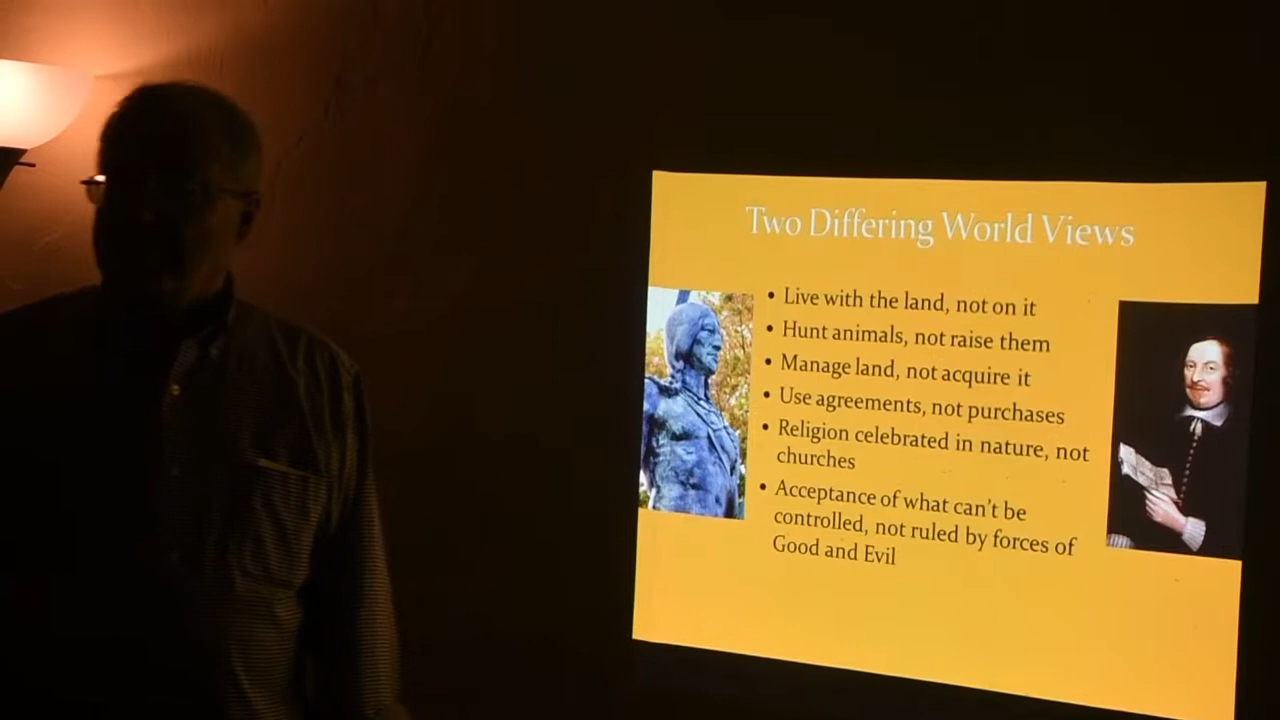 Two Differing World Views
• Live with the land, not on it
• Hunt animals, not raise them
• Manage land, not acquire it
• Use agreements, not purchases
• Religion celebrated in nature, not
churches
• Acceptance of what can't be
controlled, not ruled by forces of
Good and Evil